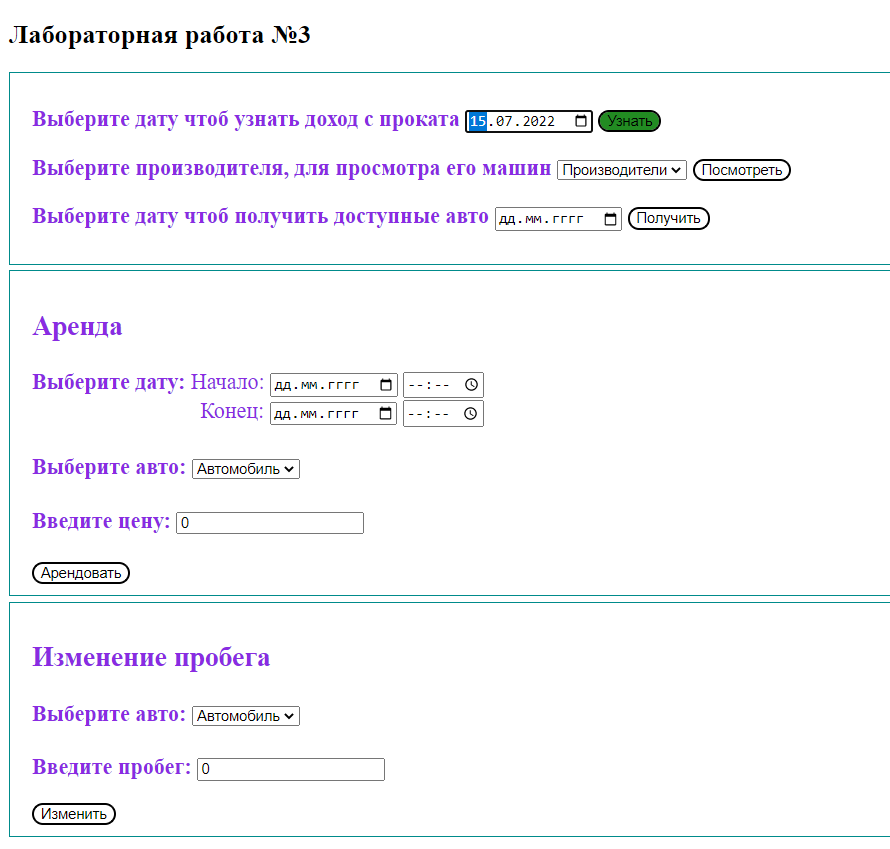 Лабораторная работа №3
Выберите дату чтоб узнать доход с проката 15.07.2022 Узнать
Выберите производителя, для просмотра его машин Производители Посмотреть
Выберите дату чтоб получить доступные авто дд.мм.гггг Получить
Аренда
Выберите дату: Начало: дд.мм.гггг --:--
Конец: дд.мм.гггг --:--
Выберите авто: Автомобиль
Введите цену: 0
Арендовать
Изменение пробега
Выберите авто: Автомобиль
Введите пробег: 0
Изменить